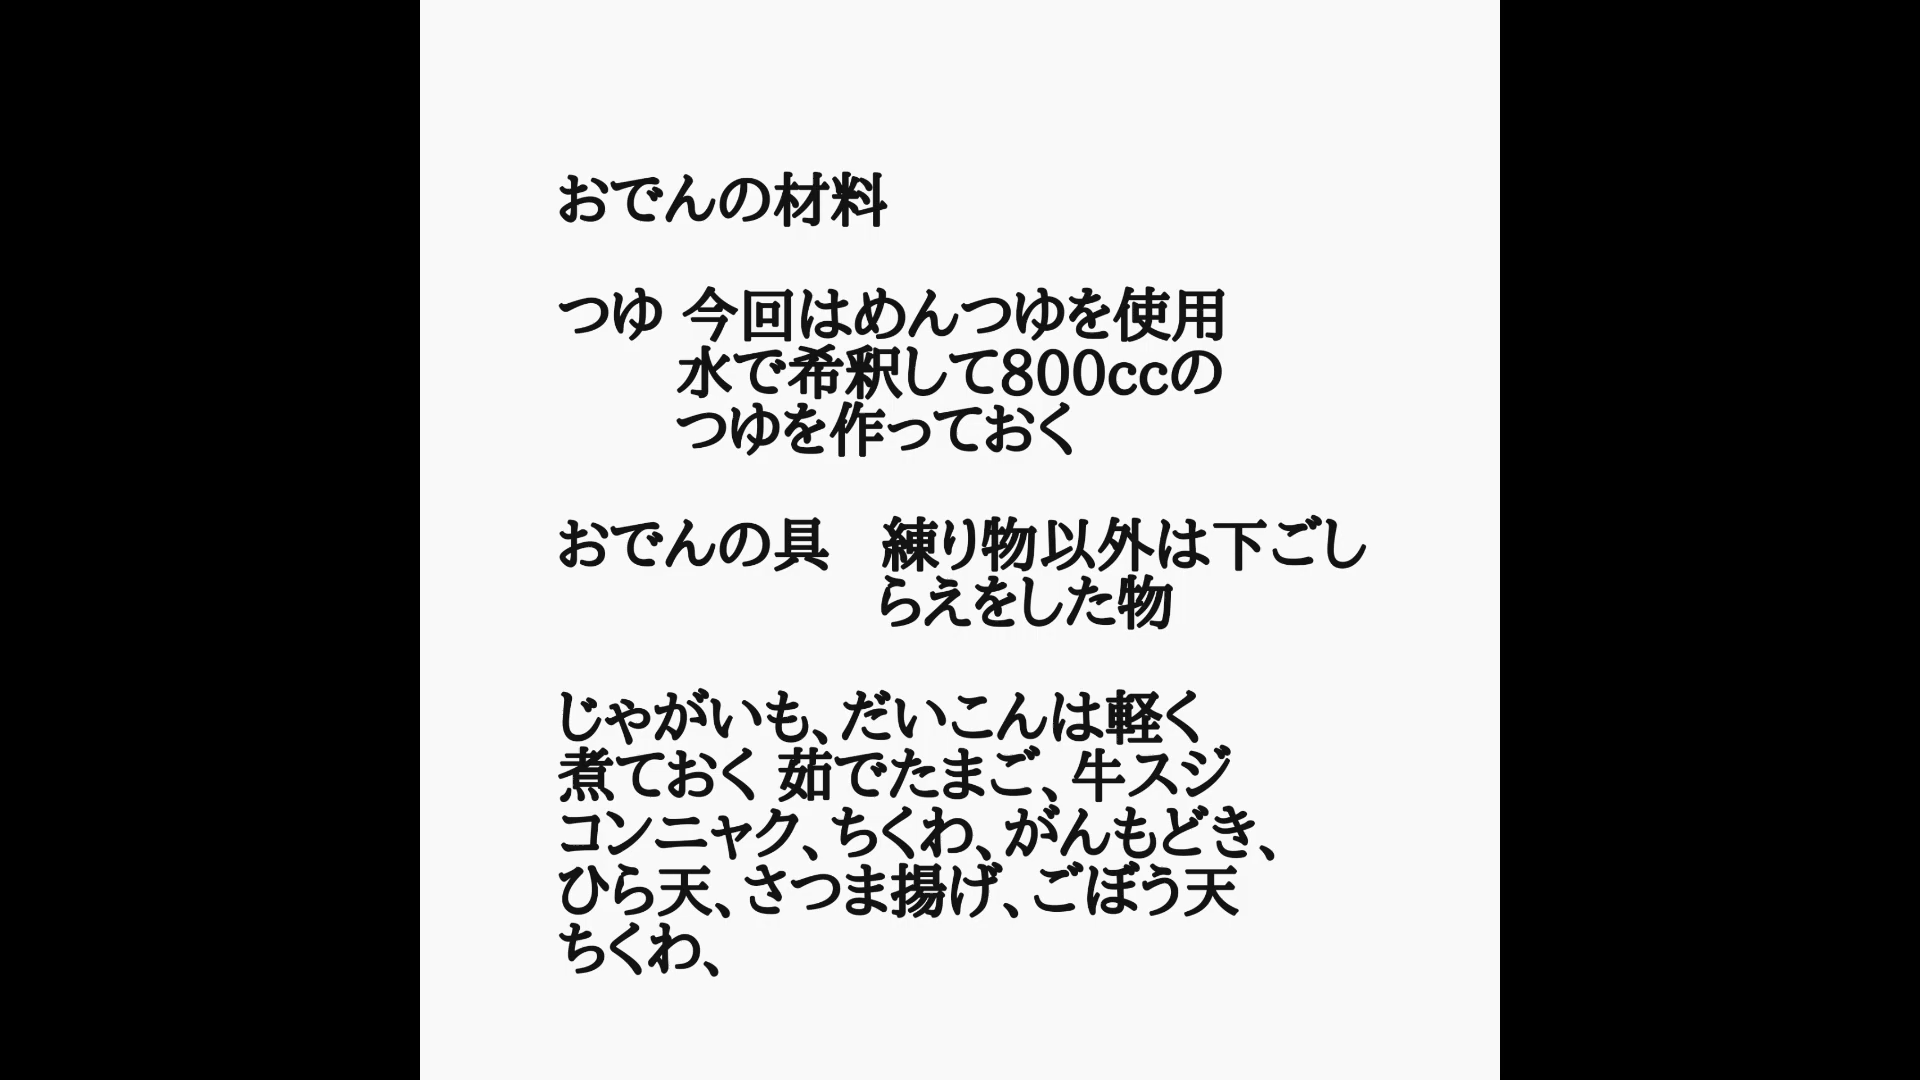 おでんの材料
つゆ 今回はめんつゆを使用
水で希釈して800ccの
つゆを作っておく
おでんの具　練り物以外は下ごし
らえをした物
じゃがいも、だいこんは軽く
煮ておく 茹でたまご、牛スジ
コンニャク、ちくわ、がんもどき、
ひら天、さつま揚げ、ごぼう天
ちくわ、